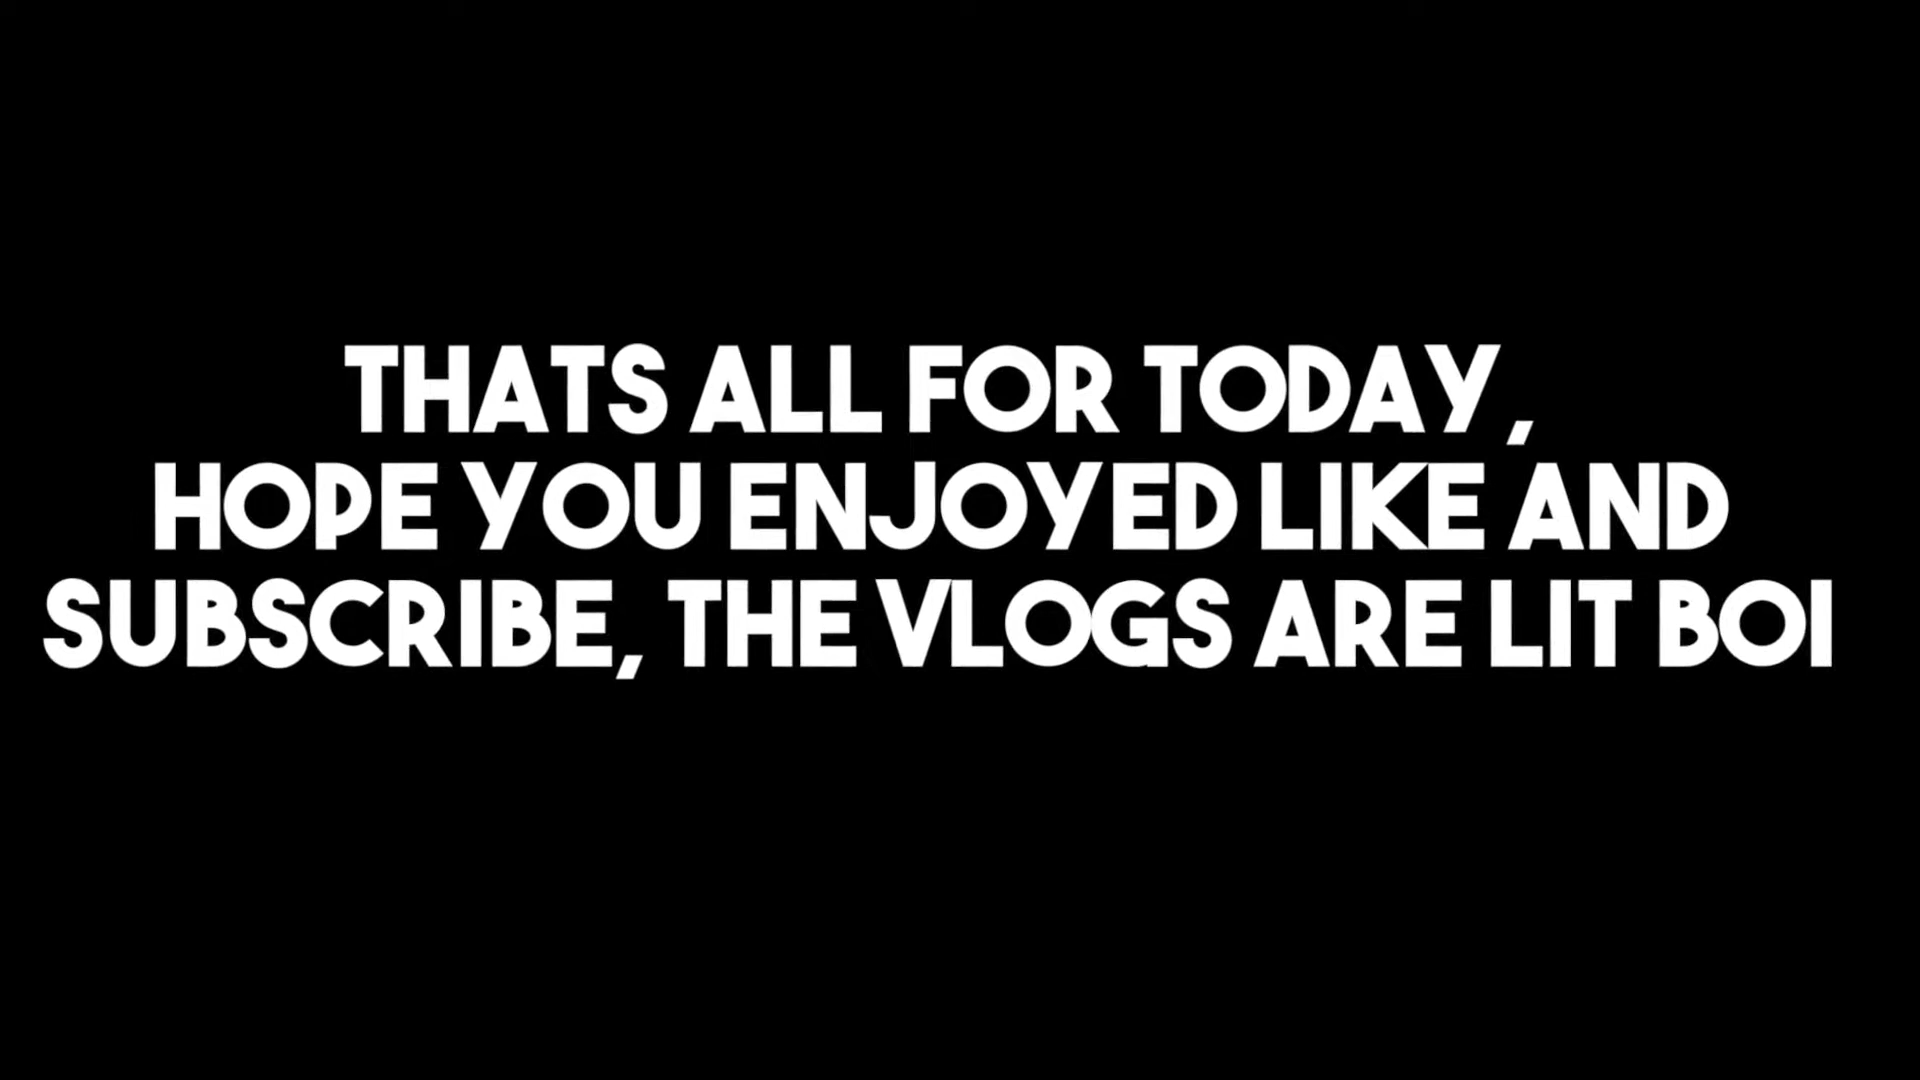 THATS ALL FOR TODAY,
HOPE YOU ENJOYED LIKE AND
SUBSCRIBE, THE VLOGS ARE LIT BOI